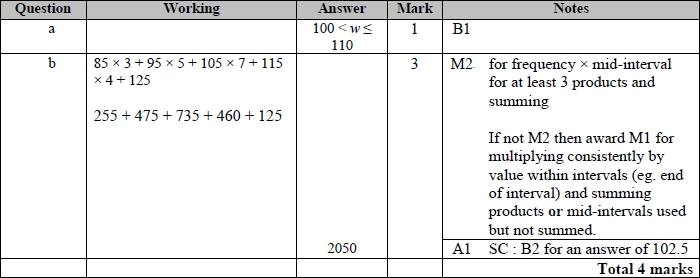 Question Working Answer Mark Notes
a 100 < w ≤ 1 B1
110
b 85 × 3 + 95 × 5 + 105 × 7 + 115 3 M2 for frequency × mid-interval
× 4 + 125 for at least 3 products and
summing
255 + 475 + 735 + 460 + 125
If not M2 then award M1 for
multiplying consistently by
value within intervals (eg. end
of interval) and summing
products or mid-intervals used
but not summed.
2050 A1 SC : B2 for an answer of 102.5
Total 4 marks